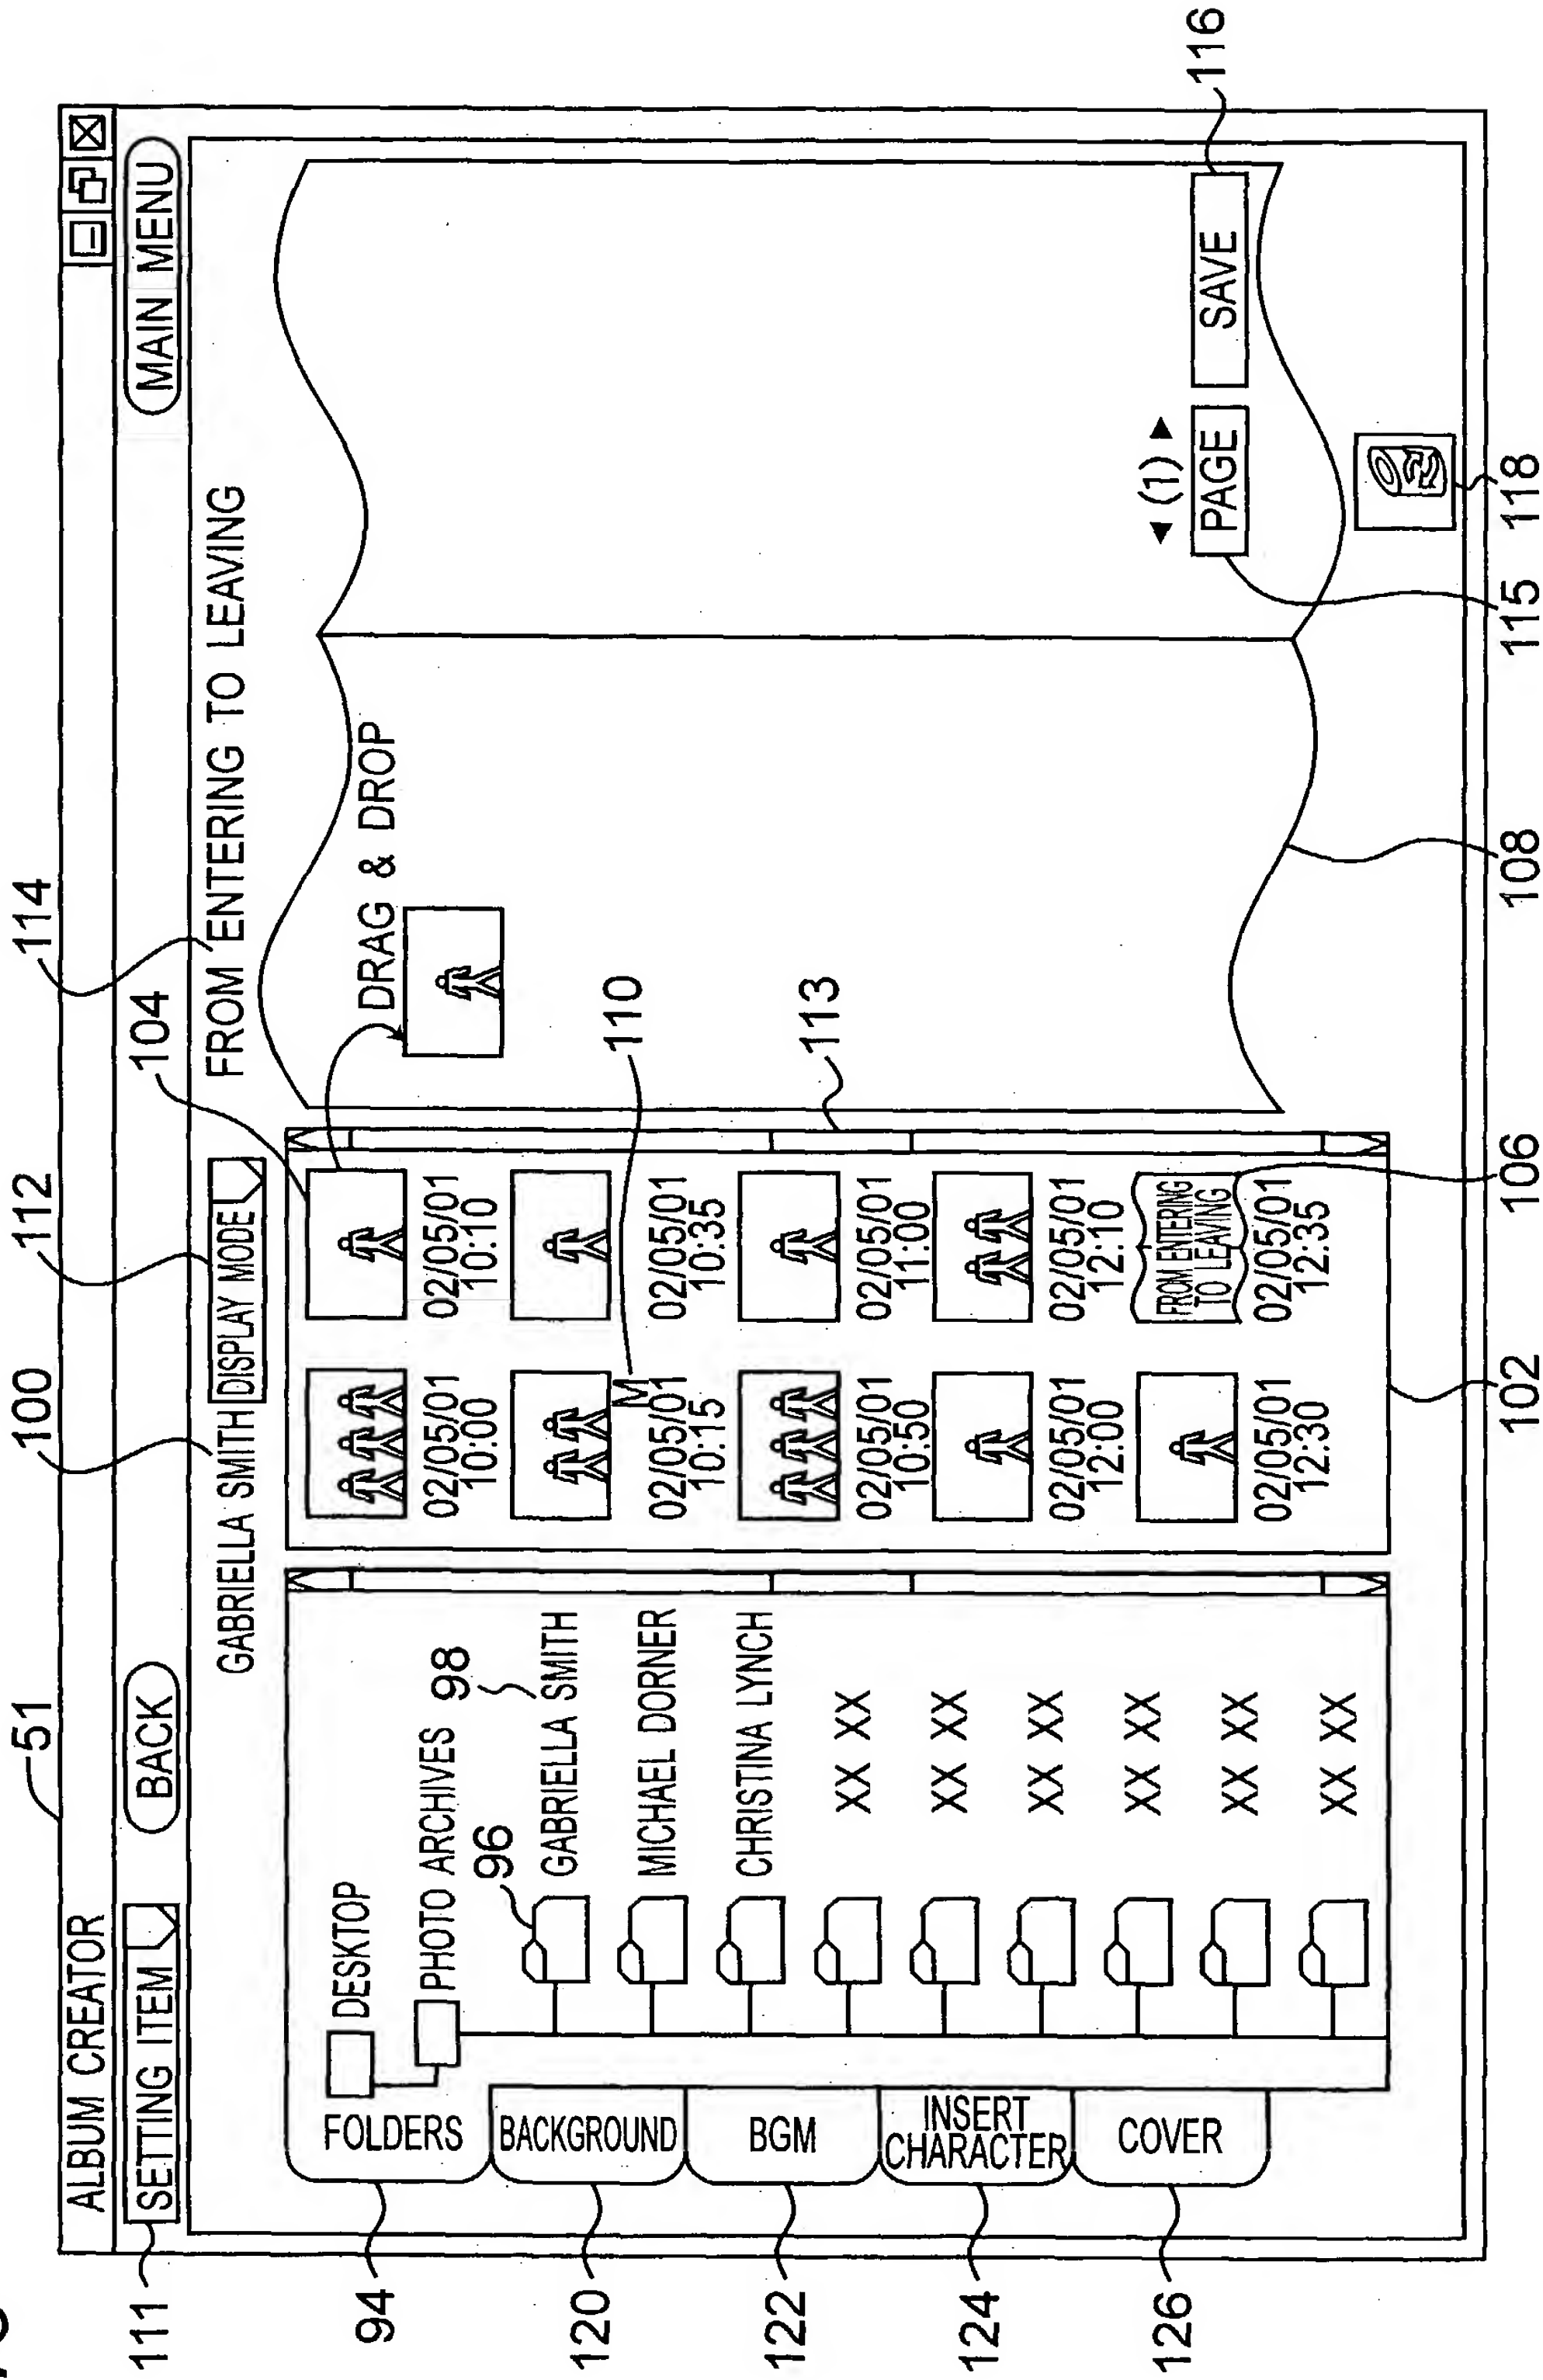 51
100
112
114
104
ALBUM CREATOR
111
SETTING ITEM
BACK
MAIN MENU
GABRIELLA SMITH
DISPLAY MODE
FROM ENTERING TO LEAVING
94
FOLDERS
120
BACKGROUND
122
BGM
124
INSERT
CHARACTER
126
COVER
DESKTOP
PHOTO ARCHIVES
96
98
GABRIELLA SMITH
MICHAEL DORNER
CHRISTINA LYNCH
XX XX
XX XX
XX XX
XX XX
XX XX
XX XX
02/05/01
10:00
02/05/01
10:10
M
110
02/05/01
10:15
02/05/01
10:35
02/05/01
10:50
02/05/01
11:00
02/05/01
12:00
02/05/01
12:10
FROM ENTERING
TO LEAVING
02/05/01
12:30
02/05/01
12:35
113
DRAG & DROP
◀ (1) ▶
PAGE
SAVE
116
102
106
108
115
118